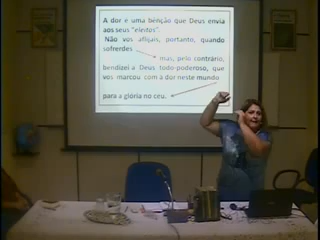 A dor é uma benção que Deus envia
aos seus "eleitos".
Não vos aflijais, portanto, quando
sofrerdes
mas, pelo contrário,
bendizei a Deus todo-poderoso, que
vos marcou com a dor neste mundo
para a glória no céu.